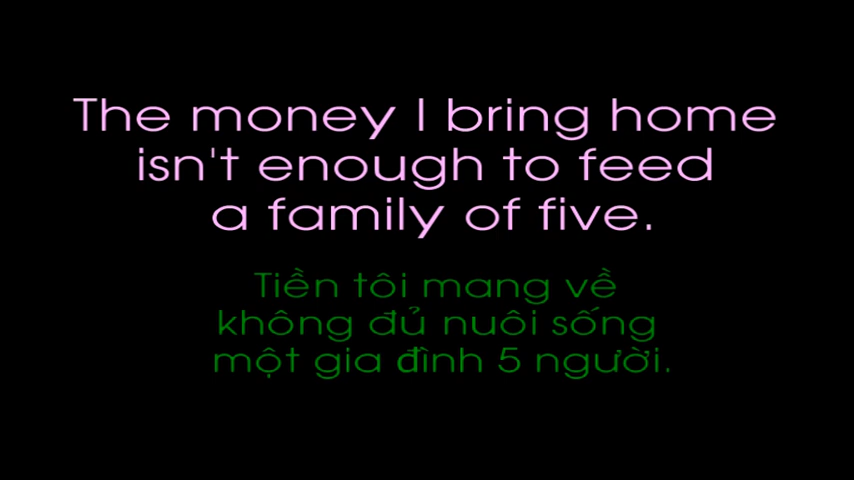 The money I bring home
isn't enough to feed
a family of five.
Tiền tôi mang về
không đủ nuôi sống
một gia đình 5 người.